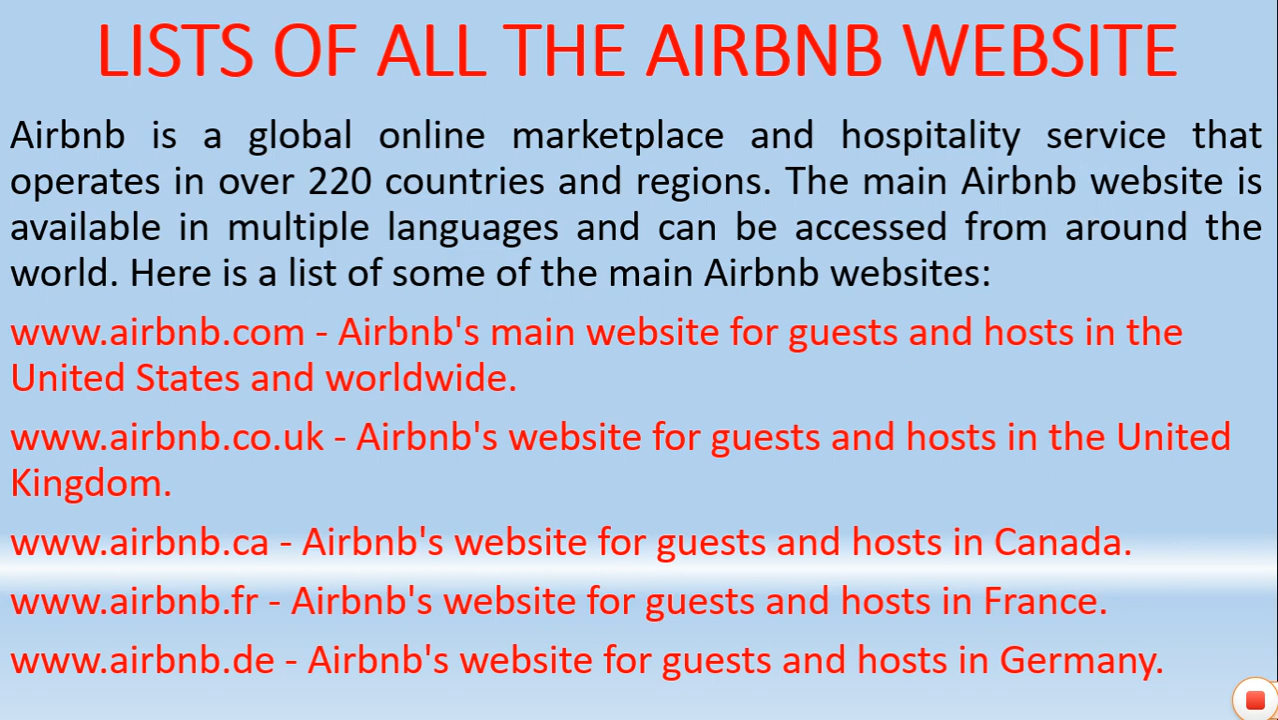 LISTS OF ALL THE AIRBNB WEBSITE
Airbnb is a global online marketplace and hospitality service that
operates in over 220 countries and regions. The main Airbnb website is
available in multiple languages and can be accessed from around the
world. Here is a list of some of the main Airbnb websites:
www.airbnb.com - Airbnb's main website for guests and hosts in the
United States and worldwide.
www.airbnb.co.uk - Airbnb's website for guests and hosts in the United
Kingdom.
www.airbnb.ca - Airbnb's website for guests and hosts in Canada.
www.airbnb.fr - Airbnb's website for guests and hosts in France.
www.airbnb.de - Airbnb's website for guests and hosts in Germany.